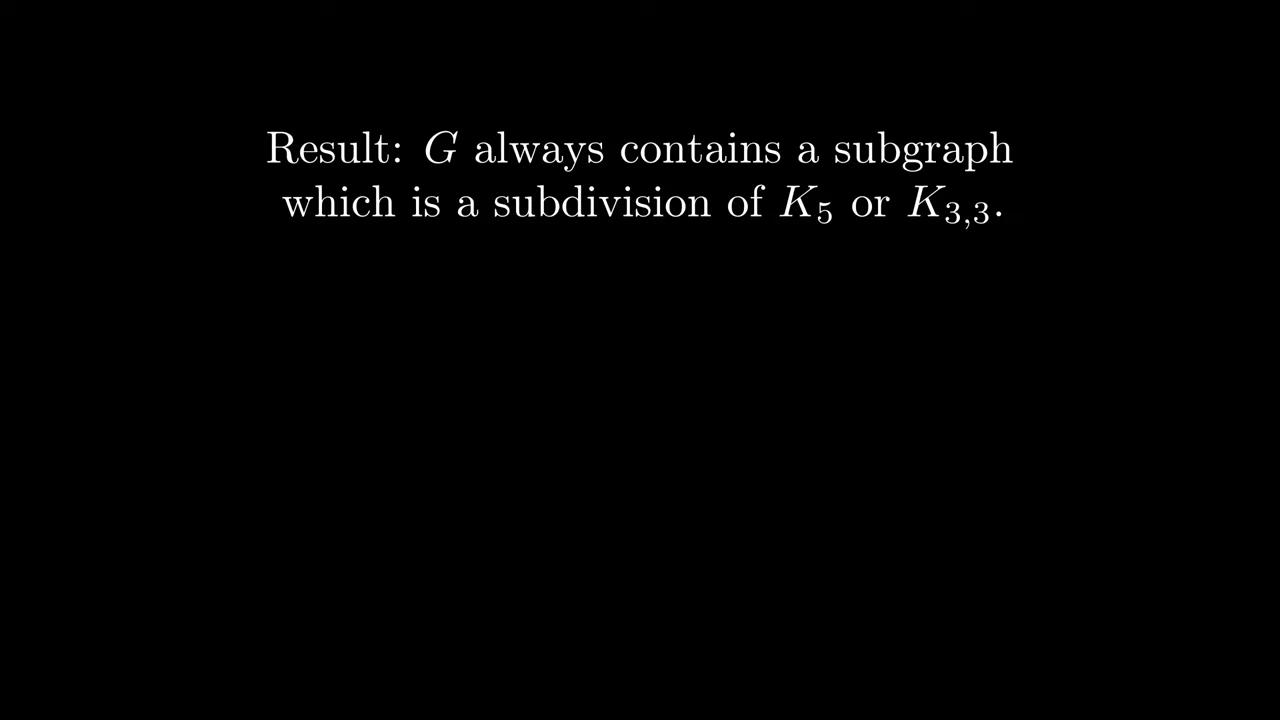 Result: G always contains a subgraph
which is a subdivision of K₅ or K₃,₃.